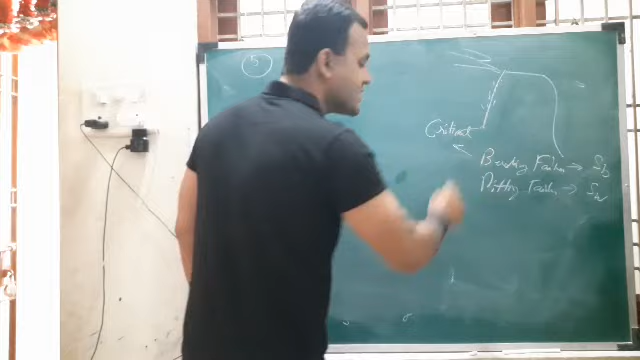 5
Critical
Bending Failure → Sb
Pitting Failure → Sw